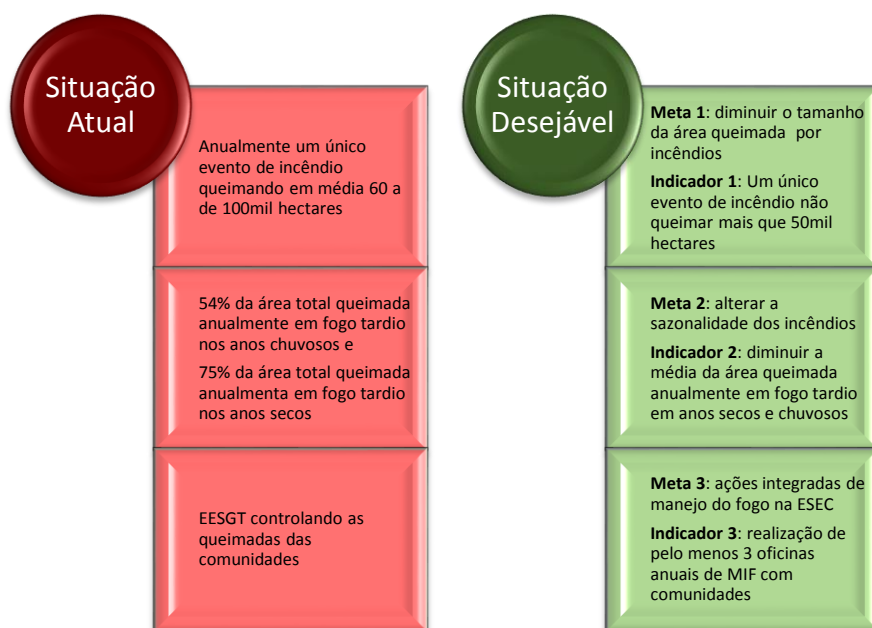 Situação
Atual
Anualmente um único
evento de incêndio
queimando em média 60 a
de 100mil hectares
54% da área total queimada
anualmente em fogo tardio
nos anos chuvosos e
75% da área total queimada
anualmenta em fogo tardio
nos anos secos
EESGT controlando as
queimadas das
comunidades
Situação
Desejável
Meta 1: diminuir o tamanho
da área queimada por
incêndios
Indicador 1: Um único
evento de incêndio não
queimar mais que 50mil
hectares
Meta 2: alterar a
sazonalidade dos incêndios
Indicador 2: diminuir a
média da área queimada
anualmente em fogo tardio
em anos secos e chuvosos
Meta 3: ações integradas de
manejo do fogo na ESEC
Indicador 3: realização de
pelo menos 3 oficinas
anuais de MIF com
comunidades